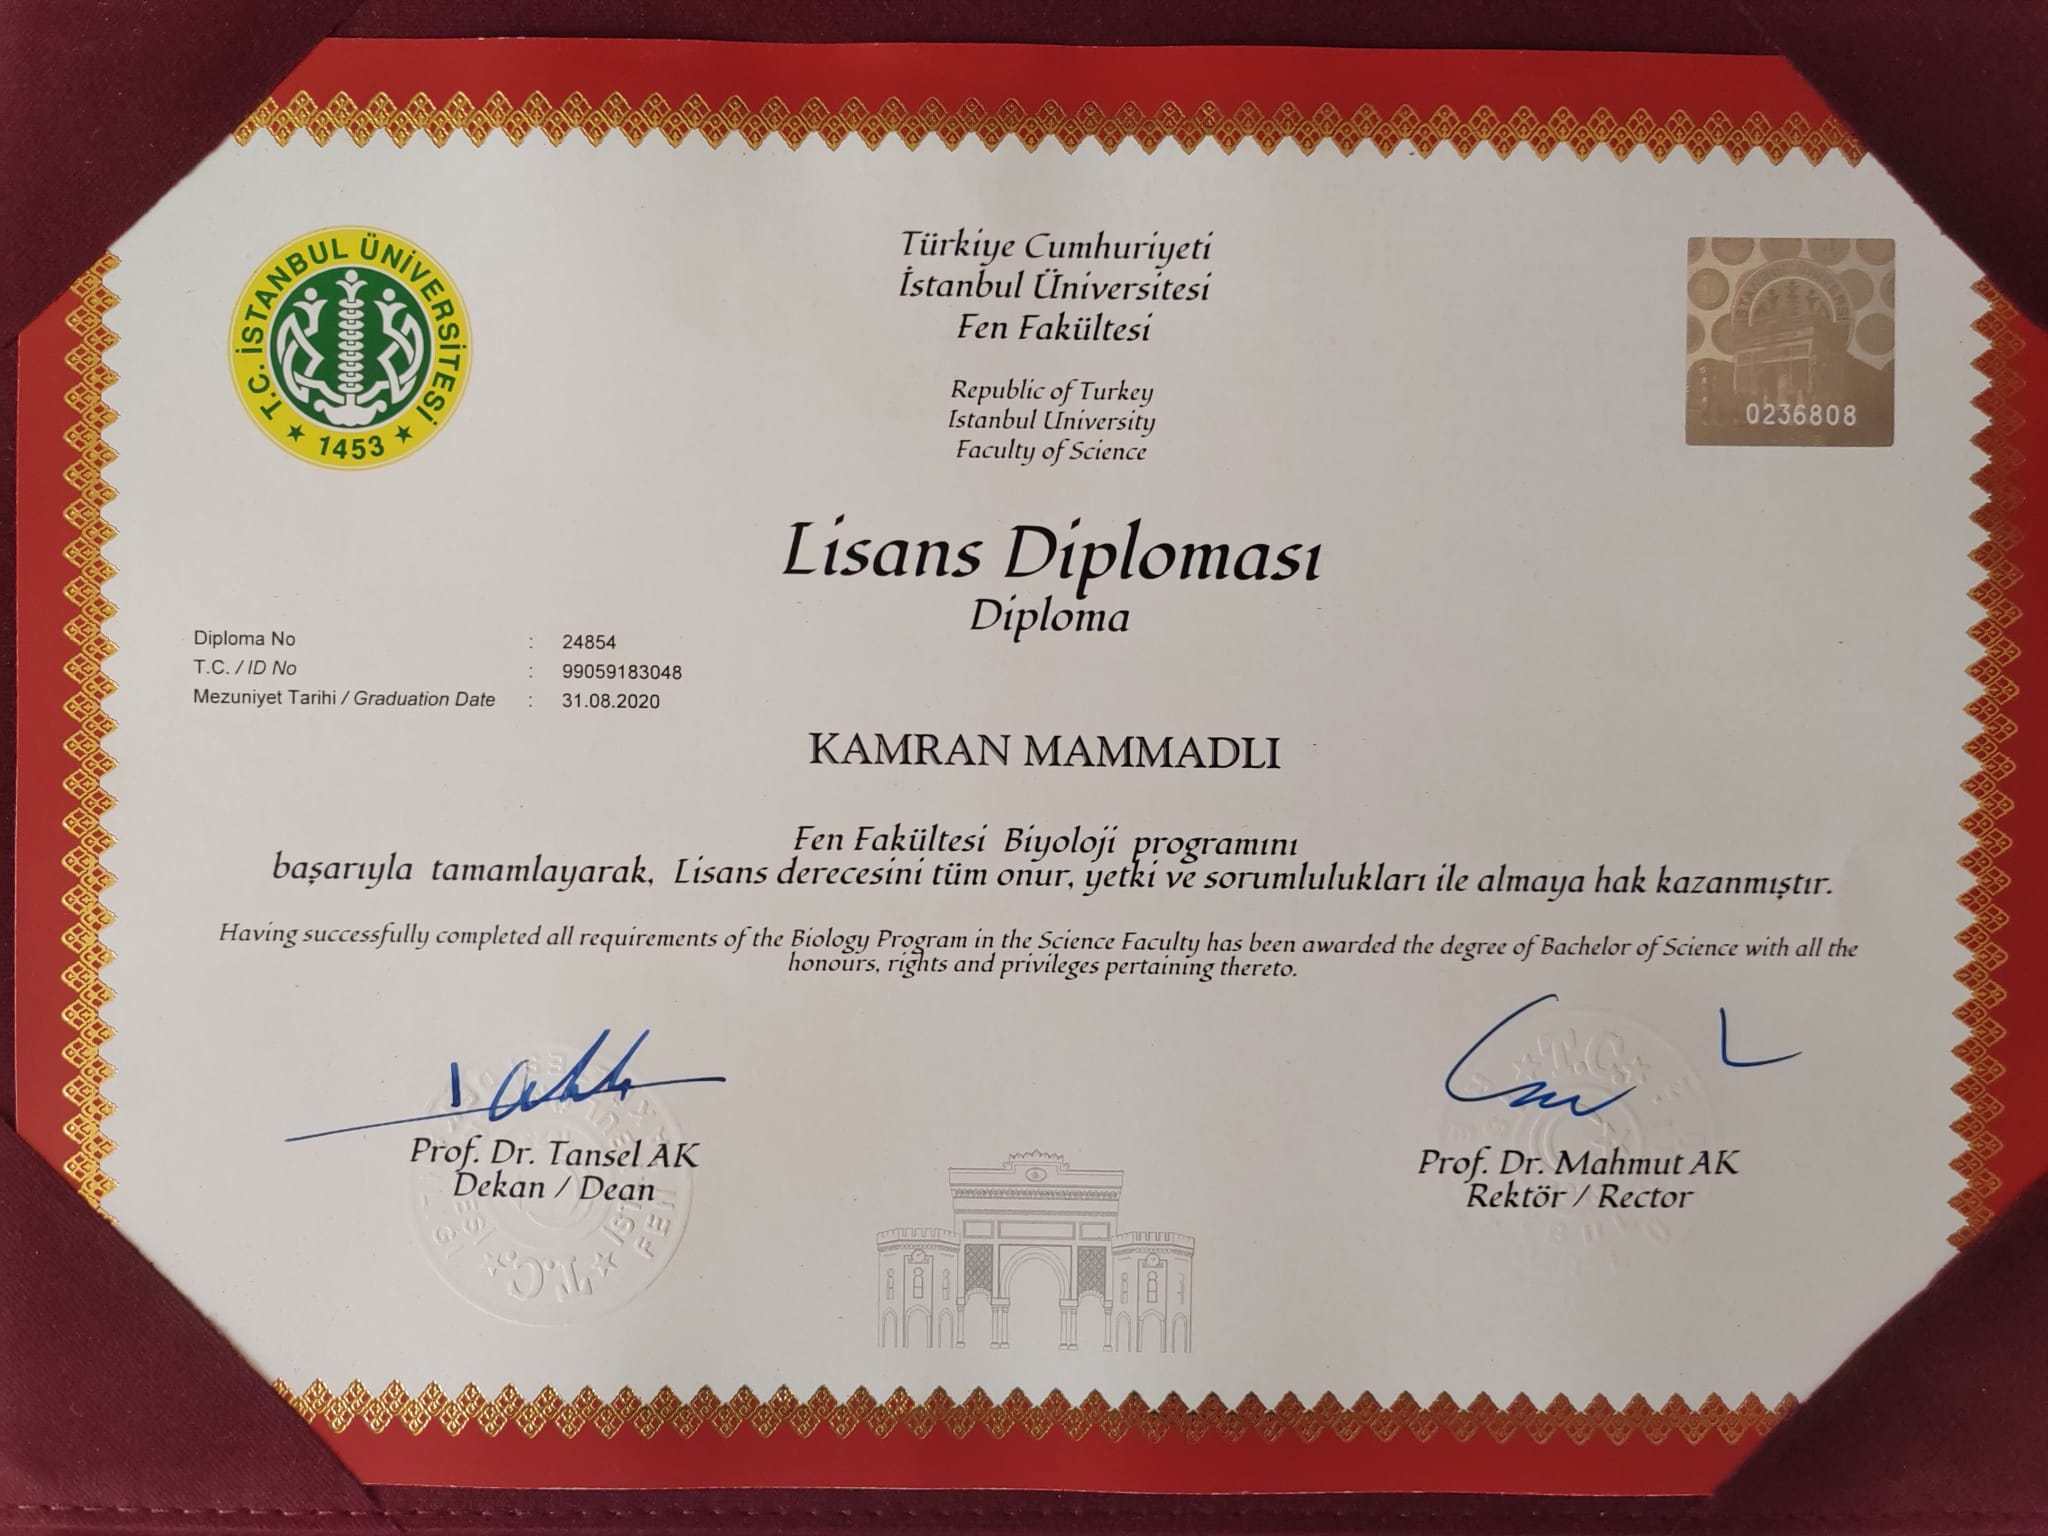 T.C. İSTANBUL ÜNİVERSİTESİ
1453
Türkiye Cumhuriyeti
İstanbul Üniversitesi
Fen Fakültesi
Republic of Turkey
Istanbul University
Faculty of Science
0236808
Lisans Diploması
Diploma
Diploma No : 24854
T.C. / ID No : 99059183048
Mezuniyet Tarihi / Graduation Date : 31.08.2020
KAMRAN MAMMADLI
Fen Fakültesi Biyoloji programını
başarıyla tamamlayarak, Lisans derecesini tüm onur, yetki ve sorumlulukları ile almaya hak kazanmıştır.
Having successfully completed all requirements of the Biology Program in the Science Faculty has been awarded the degree of Bachelor of Science with all the
honours, rights and privileges pertaining thereto.
Prof. Dr. Tansel AK
Dekan / Dean
Prof. Dr. Mahmut AK
Rektör / Rector
T.C.
T.C.